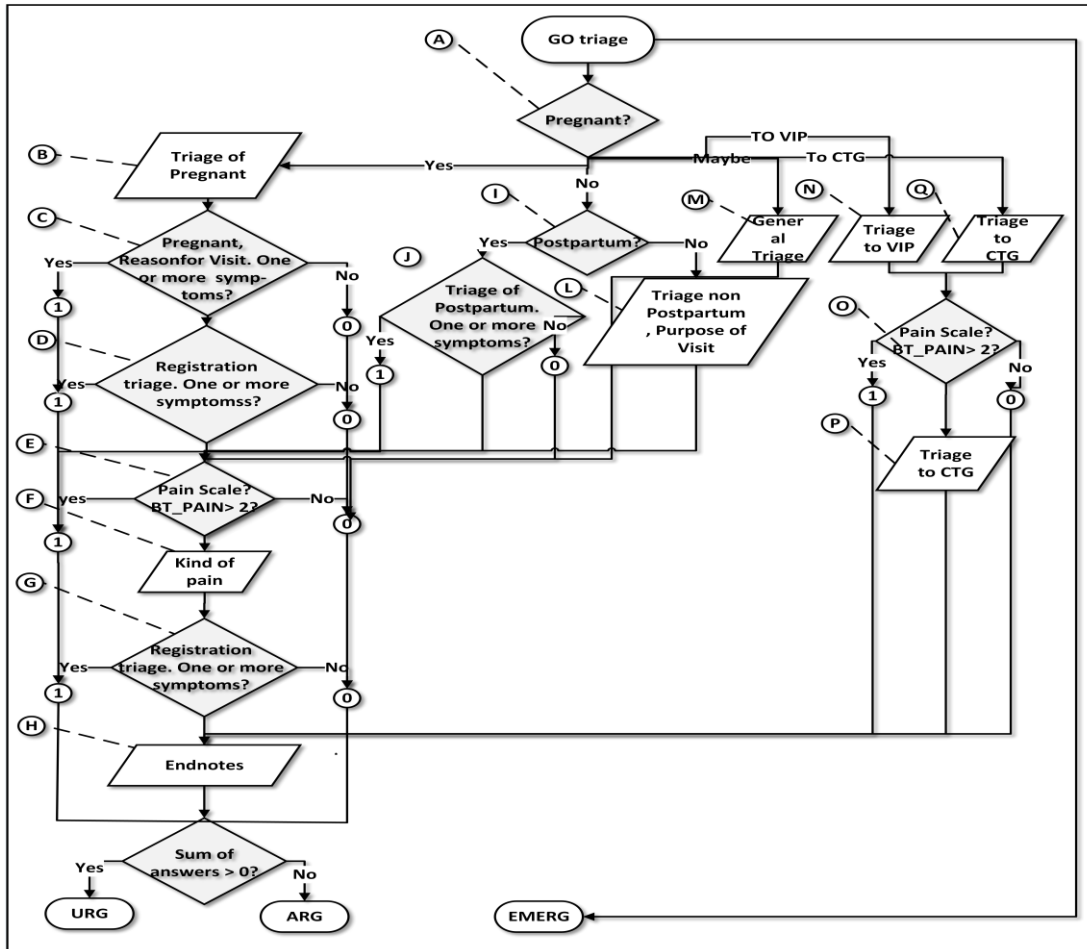 A
GO triage
Pregnant?
TO VIP
B
Triage of
Pregnant
Yes
Maybe
To CTG
No
C
I
M
N
Q
Pregnant,
Reasonfor Visit. One
or more symp-
toms?
Yes
No
Postpartum?
Yes
No
Gener
al
Triage
Triage
to VIP
Triage
to CTG
J
L
Triage of
Postpartum.
One or more
symptoms?
Yes
No
Triage non
Postpartum
, Purpose of
Visit
O
Pain Scale?
BT_PAIN> 2?
Yes
No
1
0
D
Registration
triage. One or more
symptomss?
Yes
No
1
0
1
0
1
0
P
Triage
to CTG
E
Pain Scale?
BT_PAIN> 2?
yes
No
1
0
F
Kind of
pain
G
Registration
triage. One or more
symptoms?
Yes
No
1
0
H
Endnotes
Sum of
answers > 0?
Yes
No
URG
ARG
EMERG